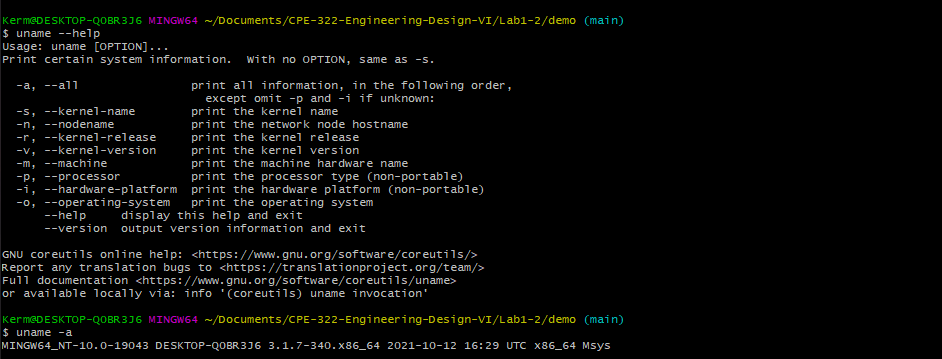 Kerm@DESKTOP-QOBR3J6 MINGW64 ~/Documents/CPE-322-Engineering-Design-VI/Lab1-2/demo (main)
$ uname --help
Usage: uname [OPTION]...
Print certain system information.  With no OPTION, same as -s.

  -a, --all                print all information, in the following order,
                             except omit -p and -i if unknown:
  -s, --kernel-name        print the kernel name
  -n, --nodename           print the network node hostname
  -r, --kernel-release     print the kernel release
  -v, --kernel-version     print the kernel version
  -m, --machine            print the machine hardware name
  -p, --processor          print the processor type (non-portable)
  -i, --hardware-platform  print the hardware platform (non-portable)
  -o, --operating-system   print the operating system
      --help     display this help and exit
      --version  output version information and exit

GNU coreutils online help: <https://www.gnu.org/software/coreutils/>
Report any translation bugs to <https://translationproject.org/team/>
Full documentation <https://www.gnu.org/software/coreutils/uname>
or available locally via: info '(coreutils) uname invocation'

Kerm@DESKTOP-QOBR3J6 MINGW64 ~/Documents/CPE-322-Engineering-Design-VI/Lab1-2/demo (main)
$ uname -a
MINGW64_NT-10.0-19043 DESKTOP-QOBR3J6 3.1.7-340.x86_64 2021-10-12 16:29 UTC x86_64 Msys